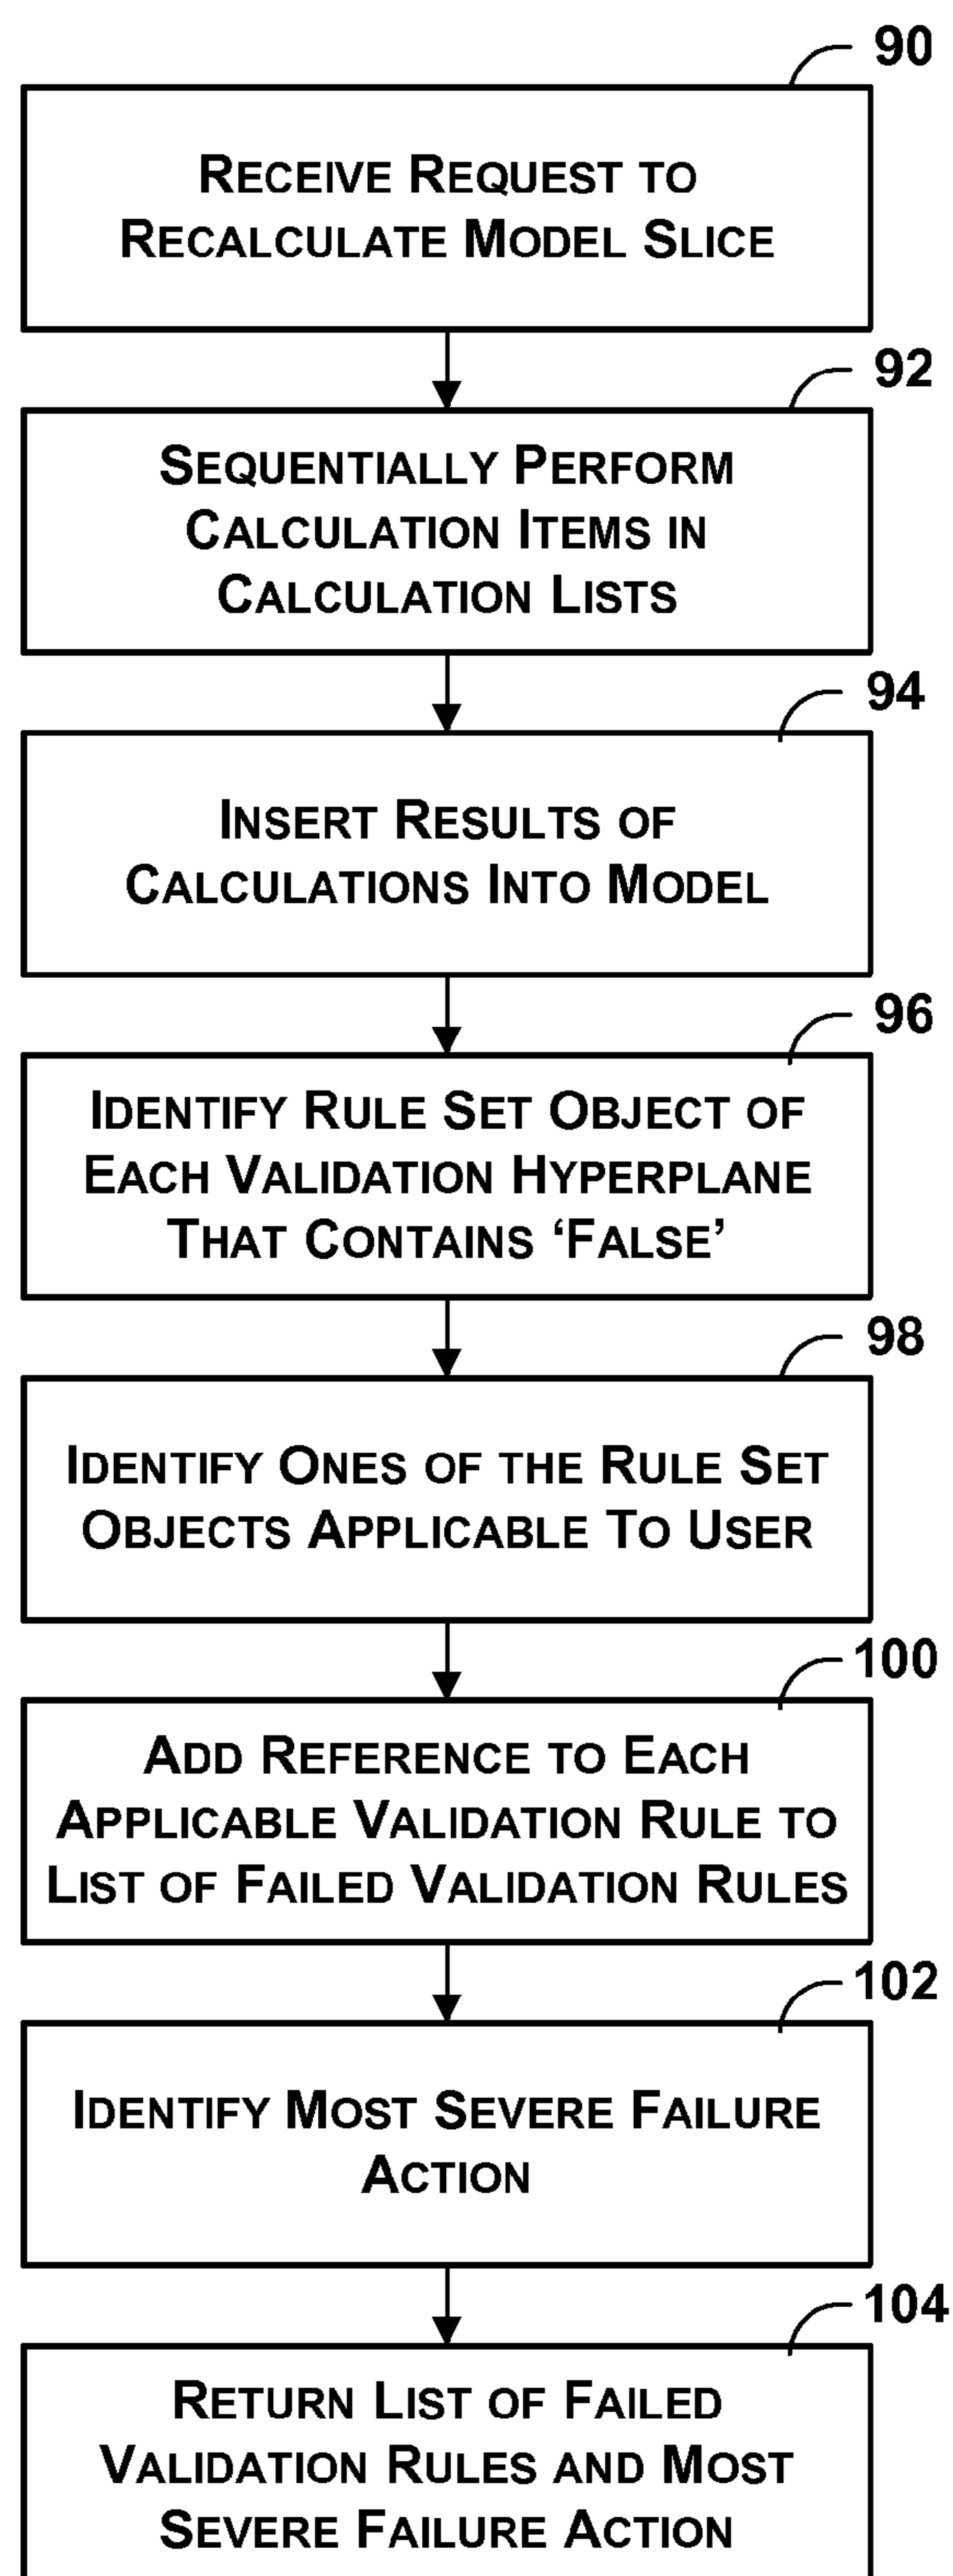 90
RECEIVE REQUEST TO
RECALCULATE MODEL SLICE
92
SEQUENTIALLY PERFORM
CALCULATION ITEMS IN
CALCULATION LISTS
94
INSERT RESULTS OF
CALCULATIONS INTO MODEL
96
IDENTIFY RULE SET OBJECT OF
EACH VALIDATION HYPERPLANE
THAT CONTAINS ‘FALSE’
98
IDENTIFY ONES OF THE RULE SET
OBJECTS APPLICABLE TO USER
100
ADD REFERENCE TO EACH
APPLICABLE VALIDATION RULE TO
LIST OF FAILED VALIDATION RULES
102
IDENTIFY MOST SEVERE FAILURE
ACTION
104
RETURN LIST OF FAILED
VALIDATION RULES AND MOST
SEVERE FAILURE ACTION